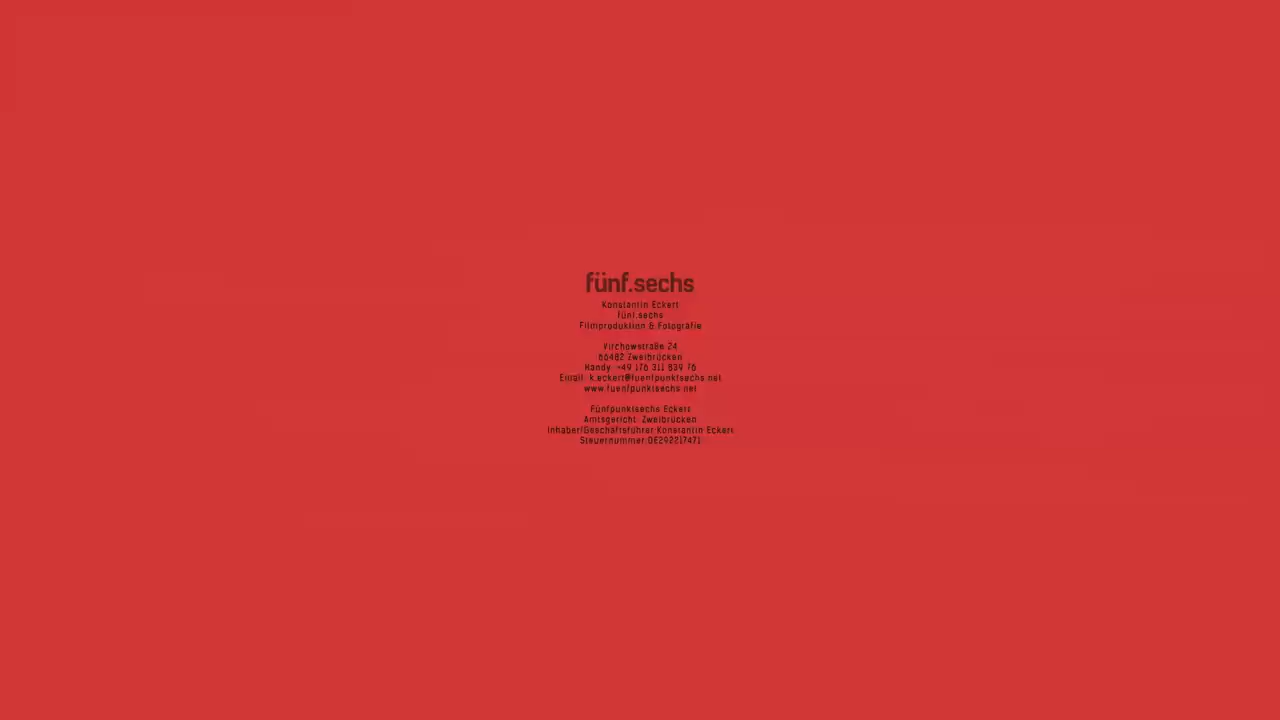 fünf.sechs
Konstantin Eckert
fünf.sechs
Filmproduktion & Fotografie
Virchowstraße 24
66482 Zweibrücken
Handy: +49 176 311 839 76
Email: k.eckert@fuenfpunktsechs.net
www.fuenfpunktsechs.net
Fünfpunktsechs Eckert
Amtsgericht: Zweibrücken
Inhaber/Geschäftsführer:Konstantin Eckert
Steuernummer:DE292217471